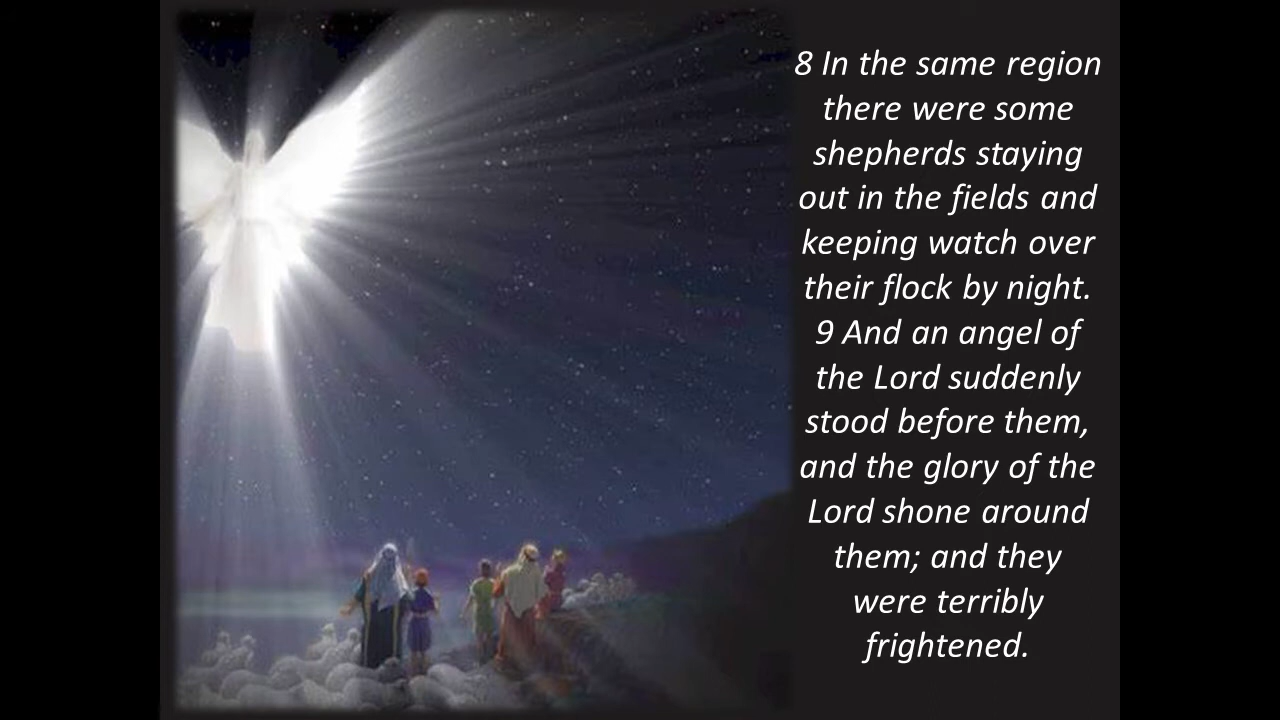 8 In the same region
there were some
shepherds staying
out in the fields and
keeping watch over
their flock by night.
9 And an angel of
the Lord suddenly
stood before them,
and the glory of the
Lord shone around
them; and they
were terribly
frightened.